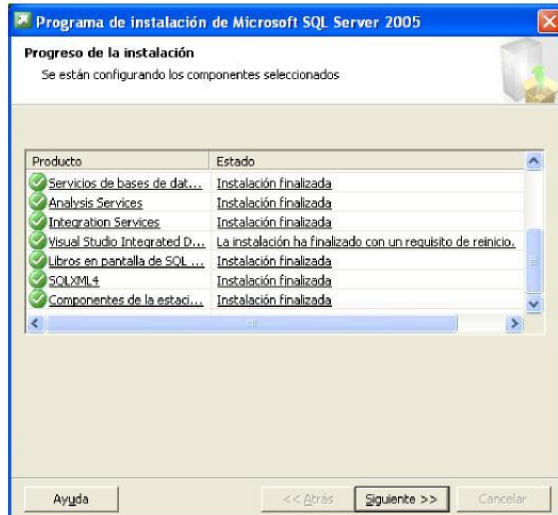 Programa de instalación de Microsoft SQL Server 2005
Progreso de la instalación
Se están configurando los componentes seleccionados
Producto Estado
Servicios de bases de dat... Instalación finalizada
Analysis Services Instalación finalizada
Integration Services Instalación finalizada
Visual Studio Integrated D... La instalación ha finalizado con un requisito de reinicio.
Libros en pantalla de SQL ... Instalación finalizada
SQLXML4 Instalación finalizada
Componentes de la estaci... Instalación finalizada
Ayuda << Atrás Siguiente >> Cancelar